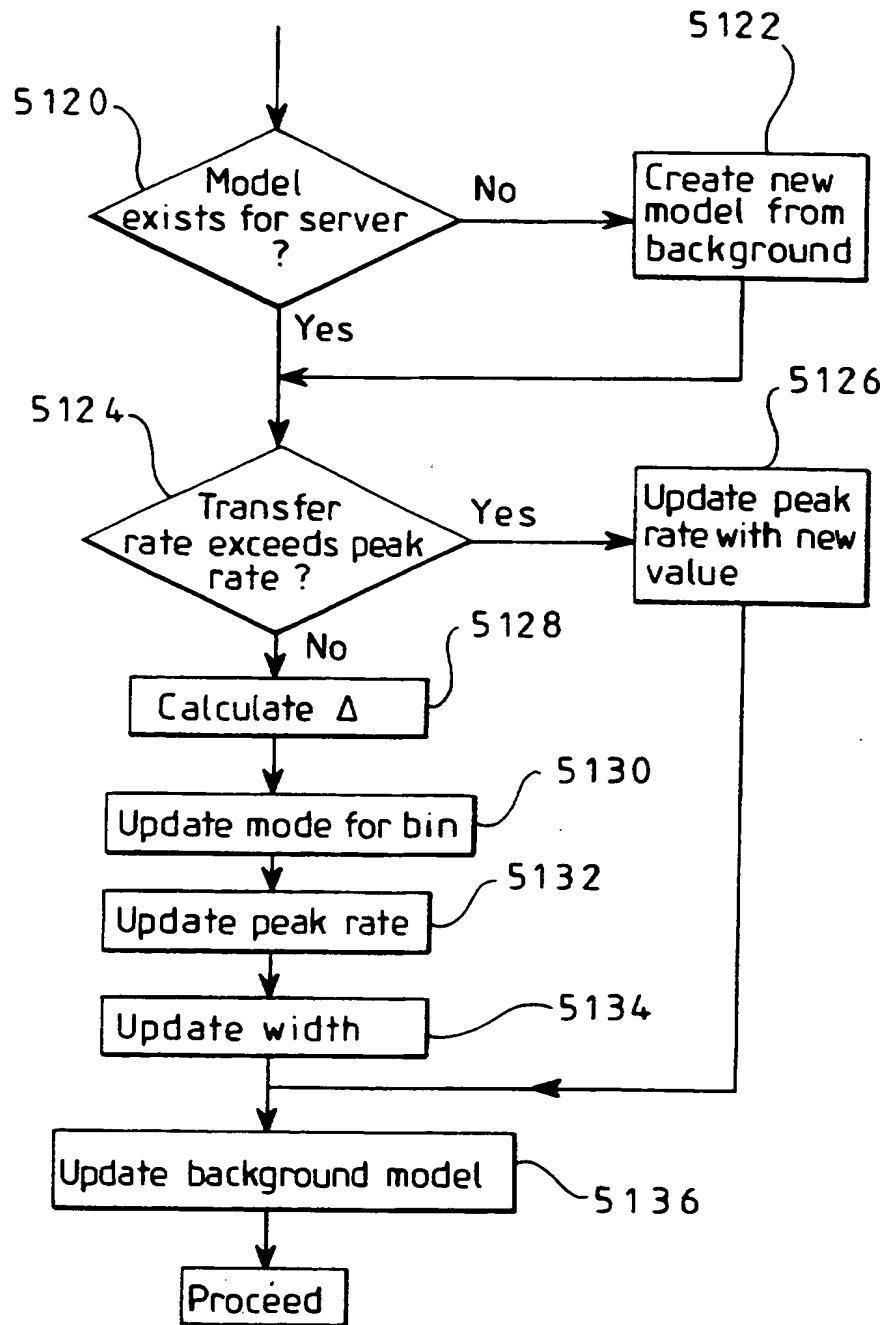 5122
5120
Model
exists for server
?
No
Create new
model from
background
Yes
5126
5124
Transfer
rate exceeds peak
rate ?
Yes
Update peak
rate with new
value
No
5128
Calculate Δ
5130
Update mode for bin
5132
Update peak rate
5134
Update width
Update background model
5136
Proceed